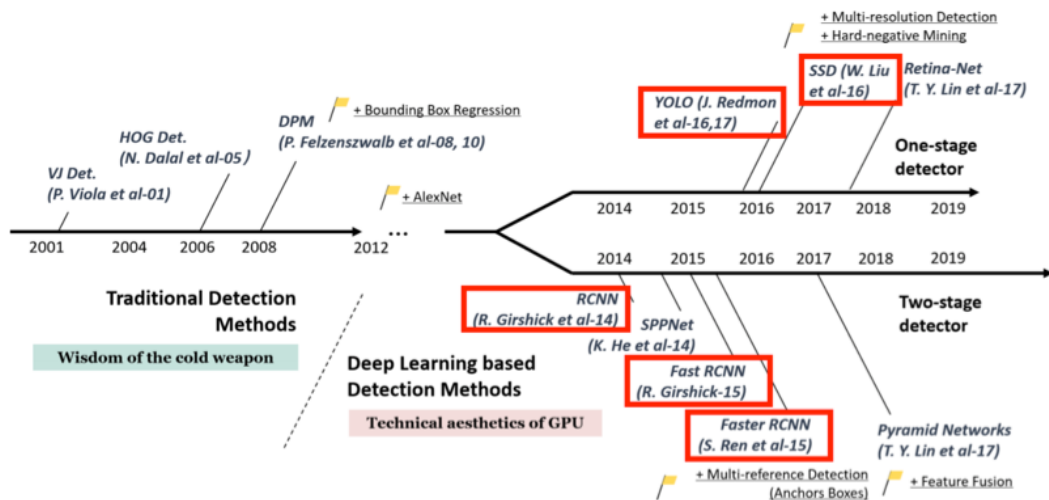 + Multi-resolution Detection
+ Hard-negative Mining
SSD (W. Liu
et al-16)
Retina-Net
(T. Y. Lin et al-17)
YOLO (J. Redmon
et al-16,17)
+ Bounding Box Regression
DPM
(P. Felzenszwalb et al-08, 10)
HOG Det.
(N. Dalal et al-05)
VJ Det.
(P. Viola et al-01)
One-stage
detector
+ AlexNet
...
2014 2015 2016 2017 2018 2019
2001 2004 2006 2008 2012
2014 2015 2016 2017 2018 2019
Traditional Detection
Methods
Wisdom of the cold weapon
RCNN
(R. Girshick et al-14)
SPPNet
(K. He et al-14)
Two-stage
detector
Deep Learning based
Detection Methods
Technical aesthetics of GPU
Fast RCNN
(R. Girshick-15)
Faster RCNN
(S. Ren et al-15)
Pyramid Networks
(T. Y. Lin et al-17)
+ Multi-reference Detection
(Anchors Boxes)
+ Feature Fusion